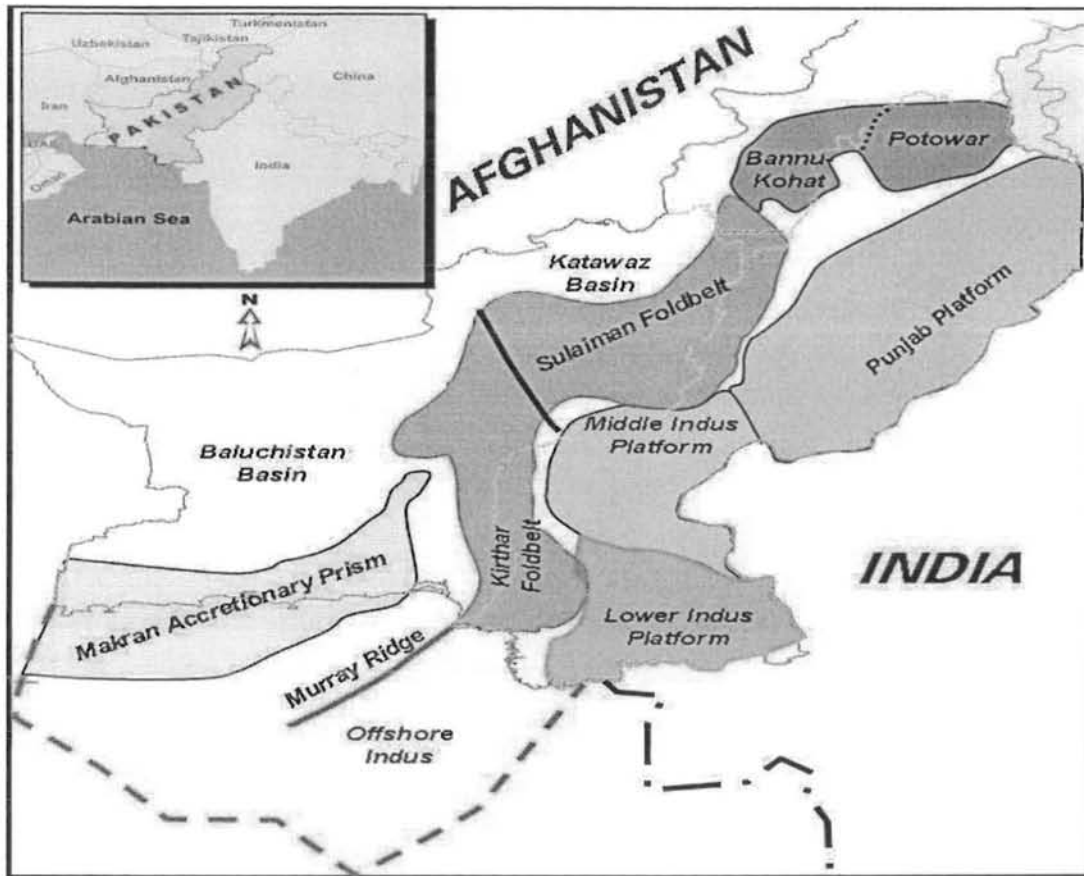 Turkmenistan
Uzbekistan
Tajikistan
Afghanistan
China
Iran
PAKISTAN
UAE
Oman
India
Arabian Sea
N
AFGHANISTAN
Potowar
Bannu-
Kohat
Katawaz
Basin
Sulaiman Foldbelt
Punjab Platform
Middle Indus
Platform
Baluchistan
Basin
Kirthar
Foldbelt
INDIA
Makran Accretionary Prism
Lower Indus
Platform
Murray Ridge
Offshore
Indus